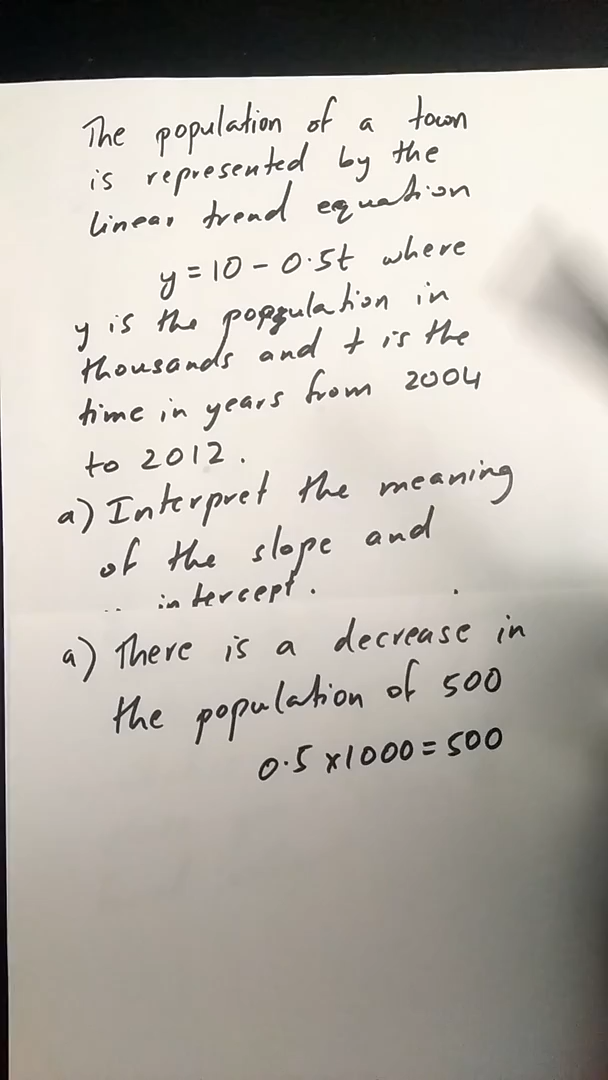 The population of a town
is represented by the
linear trend equation
y = 10 - 0.5t where
y is the population in
thousands and t is the
time in years from 2004
to 2012.
a) Interpret the meaning
of the slope and
intercept.
a) There is a decrease in
the population of 500
0.5 x 1000 = 500